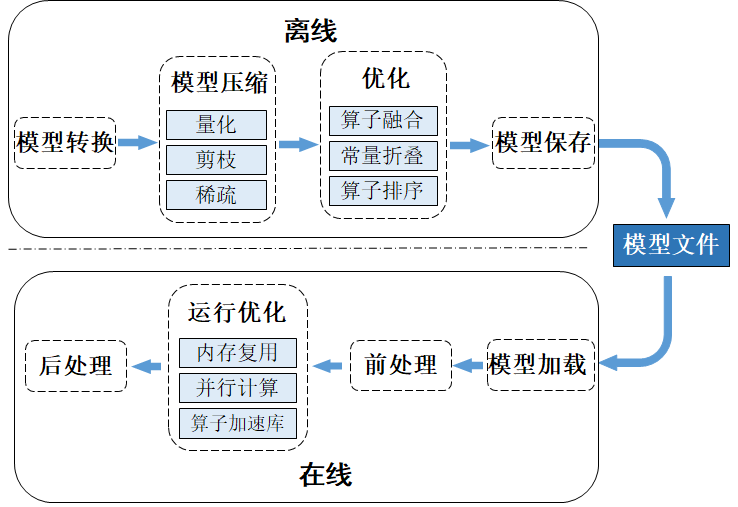 离线
模型转换
模型压缩
量化
剪枝
稀疏
优化
算子融合
常量折叠
算子排序
模型保存
模型文件
模型加载
前处理
运行优化
内存复用
并行计算
算子加速库
后处理
在线